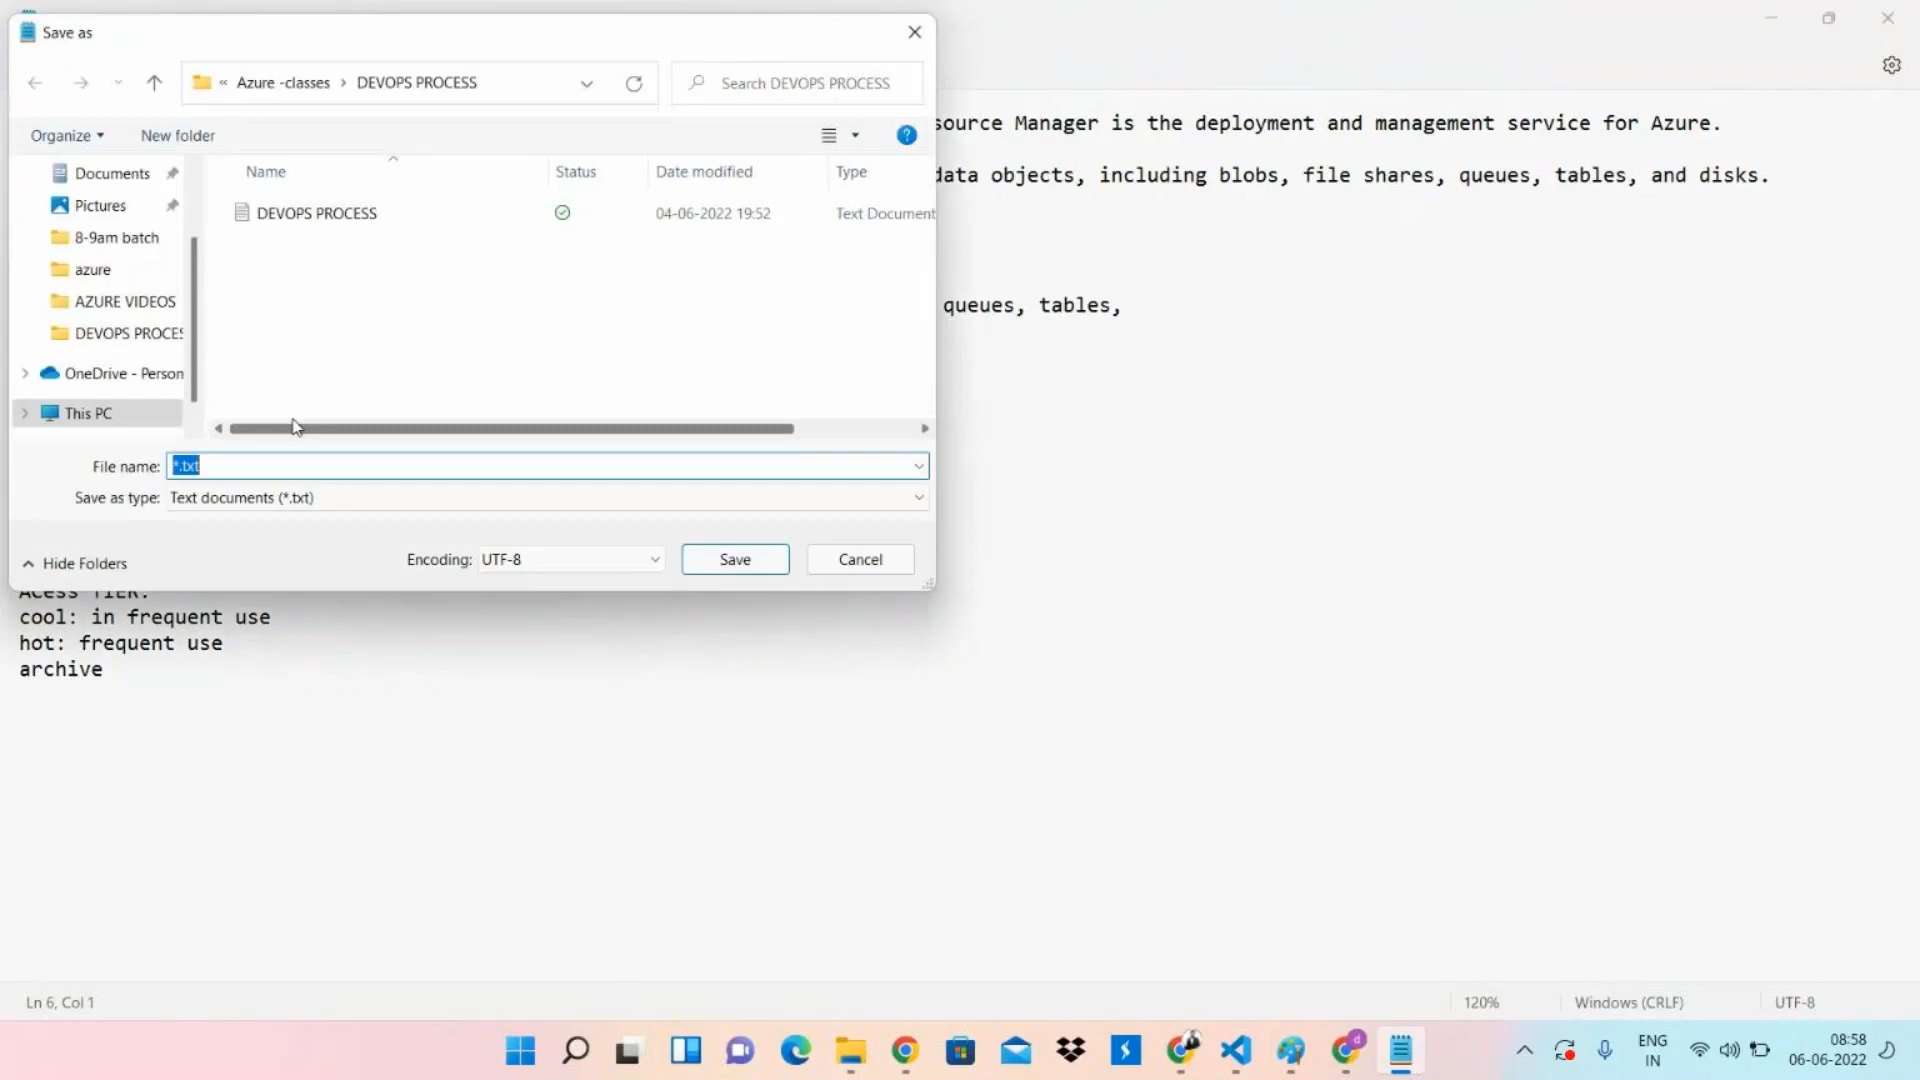 Save as
« Azure -classes > DEVOPS PROCESS
Search DEVOPS PROCESS
Organize
New folder
Documents
Pictures
8-9am batch
azure
AZURE VIDEOS
DEVOPS PROCES
OneDrive - Person
This PC
Name
Status
Date modified
Type
DEVOPS PROCESS
04-06-2022 19:52
Text Document
File name: *.txt
Save as type: Text documents (*.txt)
Hide Folders
Encoding: UTF-8
Save
Cancel
source Manager is the deployment and management service for Azure.
data objects, including blobs, file shares, queues, tables, and disks.
queues, tables,
ACess TIER:
cool: in frequent use
hot: frequent use
archive
Ln 6, Col 1
120%
Windows (CRLF)
UTF-8
ENG
IN
08:58
06-06-2022